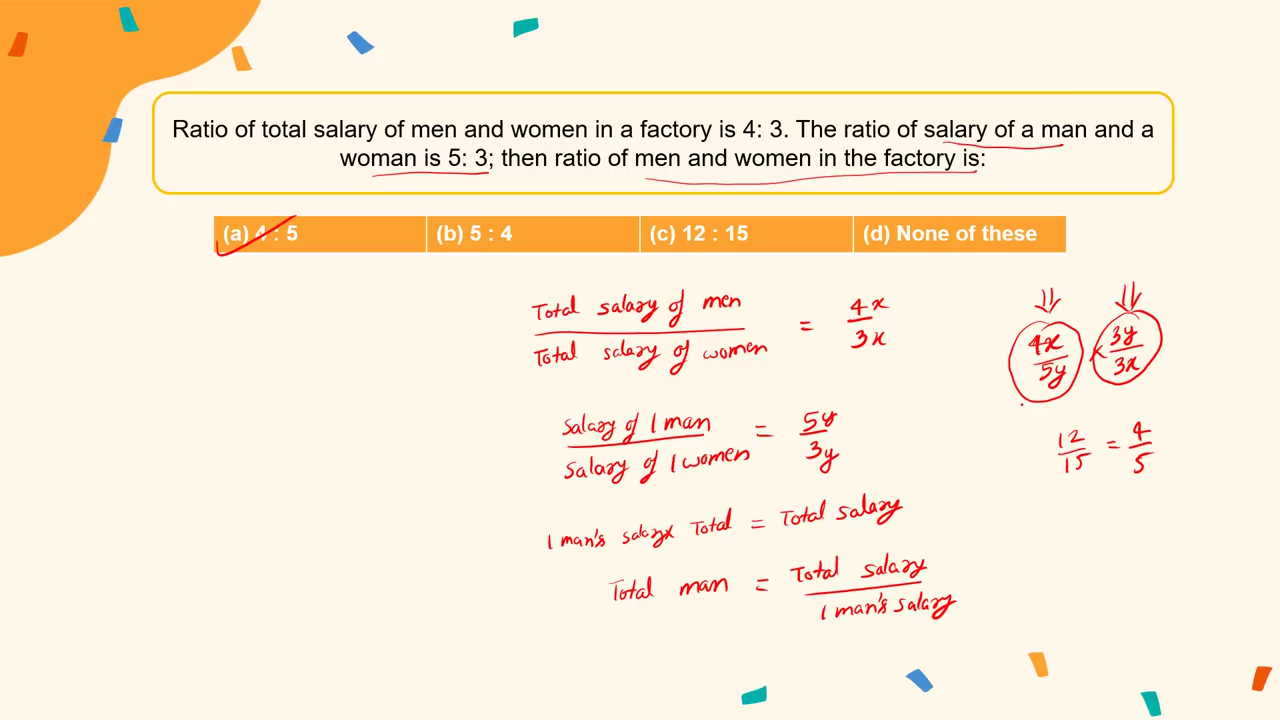 Ratio of total salary of men and women in a factory is 4: 3. The ratio of salary of a man and a
woman is 5: 3; then ratio of men and women in the factory is:
(a) 4 : 5
(b) 5 : 4
(c) 12 : 15
(d) None of these
Total salary of men
Total salary of women
=
4x
3x
Salary of 1 man
Salary of 1 women
=
5y
3y
1 man's salary x Total = Total salary
Total man =
Total salary
1 man's salary
4x
5y
x
3y
3x
12
15
=
4
5